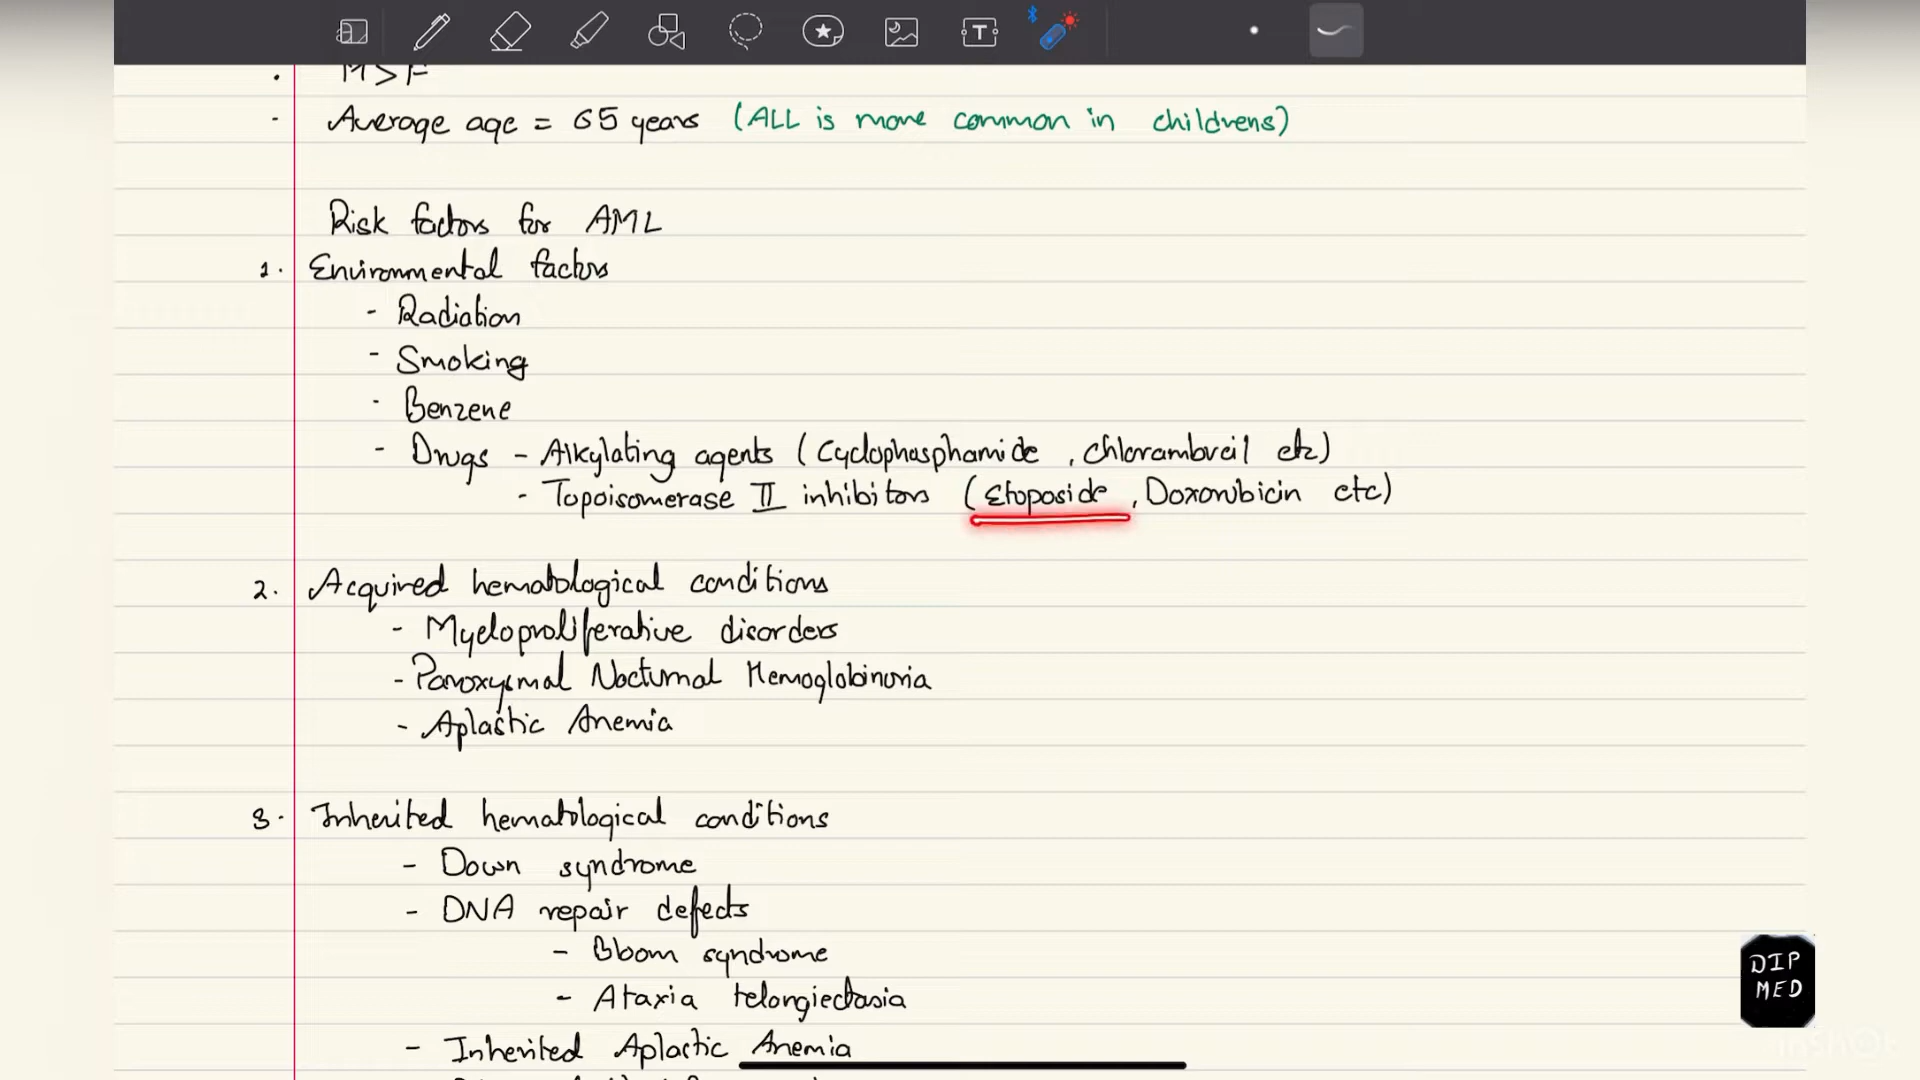 M > F
- Average age = 65 years (ALL is more common in childrens)
Risk factors for AML
1. Environmental factors
- Radiation
- Smoking
- Benzene
- Drugs - Alkylating agents (Cyclophosphamide, Chlorambucil etc)
- Topoisomerase II inhibitors (Etoposide, Doxorubicin etc)
2. Acquired hematological conditions
- Myeloproliferative disorders
- Paroxysmal Nocturnal Hemoglobinuria
- Aplastic Anemia
3. Inherited hematological conditions
- Down syndrome
- DNA repair defects
- Bloom syndrome
- Ataxia telangiectasia
- Inherited Aplastic Anemia
DIP
MED